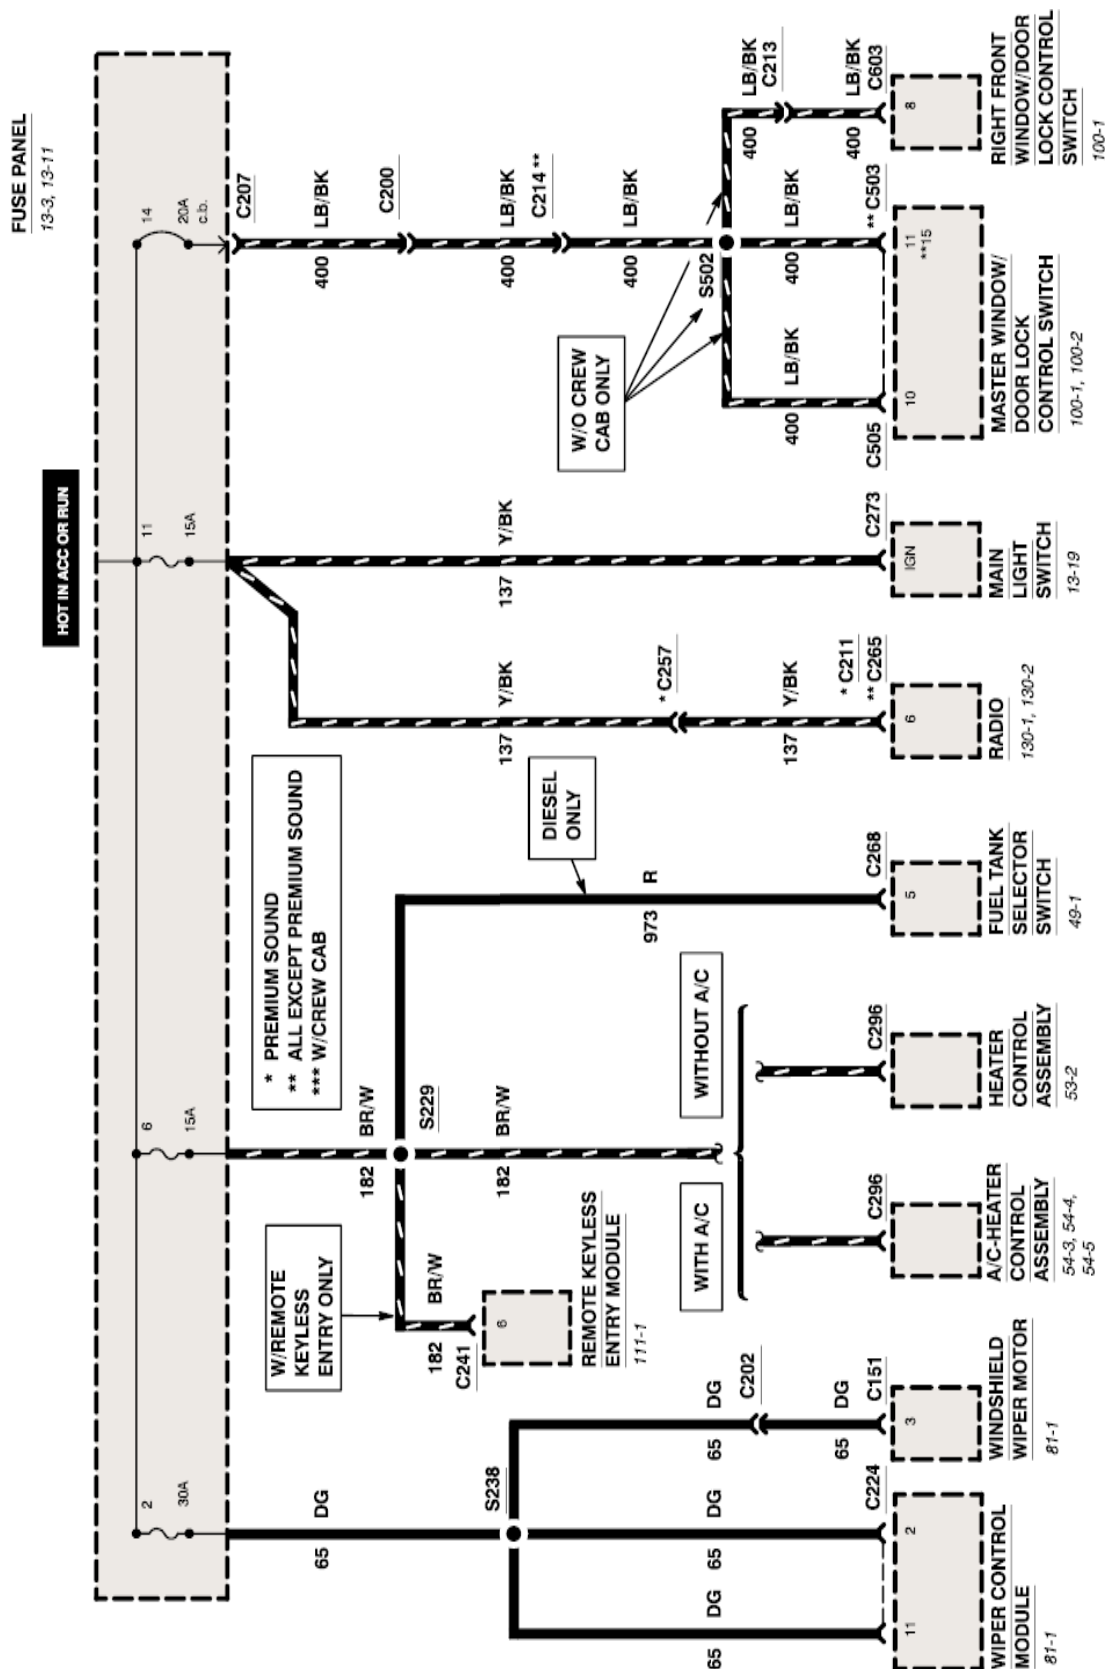 FUSE PANEL
13-3, 13-11
HOT IN ACC OR RUN
2
30A
6
15A
11
15A
14
20A
c.b.
C207
65
DG
182
BR/W
400
LB/BK
* PREMIUM SOUND
** ALL EXCEPT PREMIUM SOUND
*** W/CREW CAB
W/REMOTE
KEYLESS
ENTRY ONLY
S229
C200
182
BR/W
C241
6
REMOTE KEYLESS
ENTRY MODULE
111-1
182
BR/W
137
Y/BK
137
Y/BK
400
LB/BK
C214 **
S238
DIESEL
ONLY
W/O CREW
CAB ONLY
973
R
* C257
400
LB/BK
S502
65
DG
65
DG
65
DG
C202
WITH A/C
WITHOUT A/C
400
LB/BK
C213
137
Y/BK
400
LB/BK
400
LB/BK
65
DG
400
LB/BK
C224
C151
C296
C296
C268
* C211
** C265
C273
C505
** C503
C603
11
2
3
5
6
IGN
10
11
**15
8
WIPER CONTROL
MODULE
81-1
WINDSHIELD
WIPER MOTOR
81-1
A/C-HEATER
CONTROL
ASSEMBLY
54-3, 54-4,
54-5
HEATER
CONTROL
ASSEMBLY
53-2
FUEL TANK
SELECTOR
SWITCH
49-1
RADIO
130-1, 130-2
MAIN
LIGHT
SWITCH
13-19
MASTER WINDOW/
DOOR LOCK
CONTROL SWITCH
100-1, 100-2
RIGHT FRONT
WINDOW/DOOR
LOCK CONTROL
SWITCH
100-1